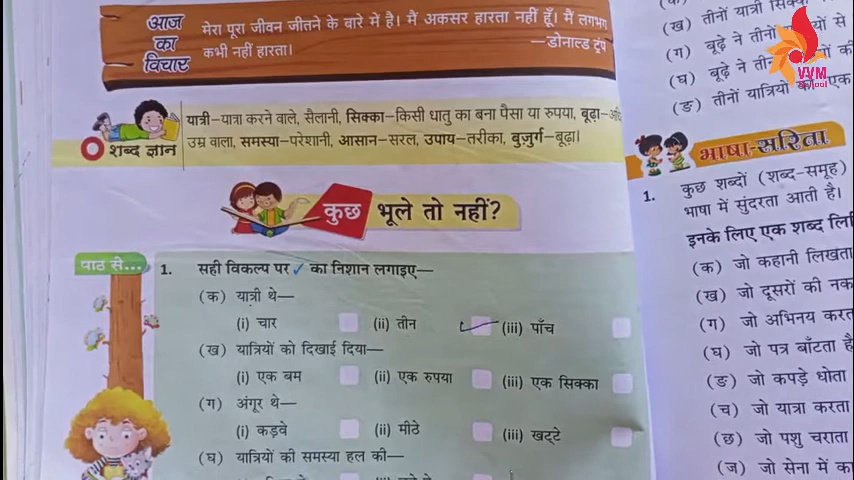 आज
का
विचार
मेरा पूरा जीवन जीतने के बारे में है। मैं अकसर हारता नहीं हूँ। मैं लगभग
कभी नहीं हारता।
—डोनाल्ड ट्रंप
शब्द ज्ञान
यात्री–यात्रा करने वाले, सैलानी, सिक्का–किसी धातु का बना पैसा या रुपया, बूढ़ा–
उम्र वाला, समस्या–परेशानी, आसान–सरल, उपाय–तरीका, बुज़ुर्ग–बूढ़ा।
कुछ भूले तो नहीं?
पाठ से...
1. सही विकल्प पर ✓ का निशान लगाइए—
(क) यात्री थे—
(i) चार (ii) तीन (iii) पाँच
(ख) यात्रियों को दिखाई दिया—
(i) एक बम (ii) एक रुपया (iii) एक सिक्का
(ग) अंगूर थे—
(i) कड़वे (ii) मीठे (iii) खट्टे
(घ) यात्रियों की समस्या हल की—
(ख) तीनों यात्री
(ग) बूढ़े ने तीनों से
(घ) बूढ़े ने की
(ङ) तीनों यात्रियों एक
VVM
School
भाषा-सरिता
1. कुछ शब्दों (शब्द-समूह)
भाषा में सुंदरता आती है।
इनके लिए एक शब्द
(क) जो कहानी लिखता
(ख) जो दूसरों की
(ग) जो अभिनय
(घ) जो पत्र बाँटता है
(ङ) जो कपड़े धोता
(च) जो यात्रा करता
(छ) जो पशु चराता
(ज) जो सेना में